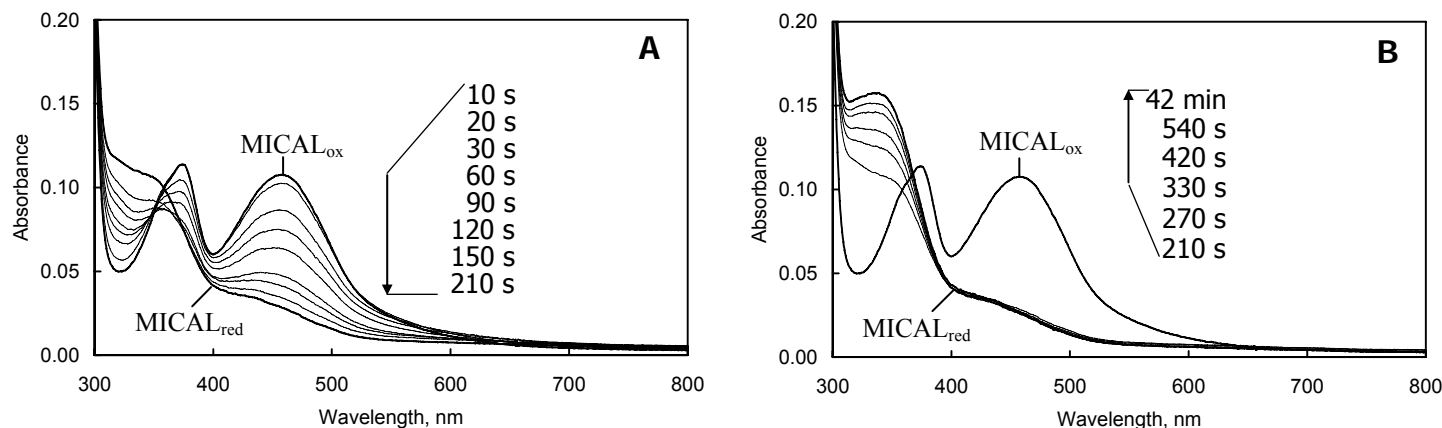 A
0.20
0.15
0.10
0.05
0.00
Absorbance
300 400 500 600 700 800
Wavelength, nm
MICALox
MICALred
10 s
20 s
30 s
60 s
90 s
120 s
150 s
210 s
B
0.20
0.15
0.10
0.05
0.00
Absorbance
300 400 500 600 700 800
Wavelength, nm
MICALox
MICALred
42 min
540 s
420 s
330 s
270 s
210 s